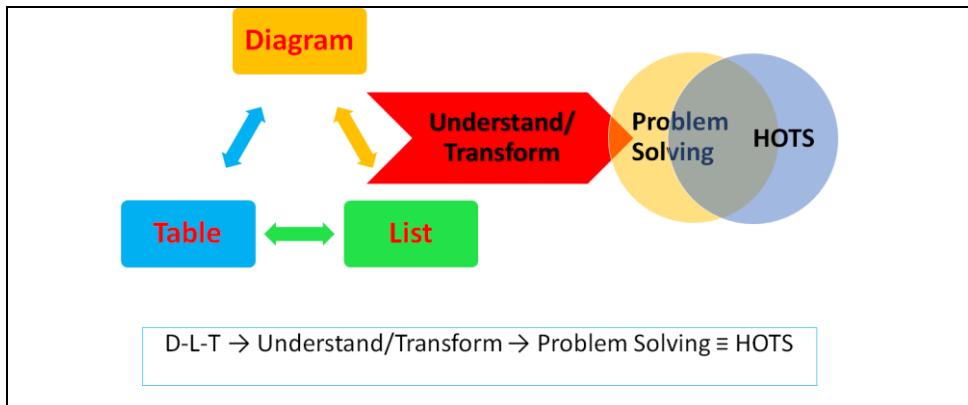 Diagram
Understand/
Transform
Problem
Solving
HOTS
Table
List
D-L-T → Understand/Transform → Problem Solving ≡ HOTS